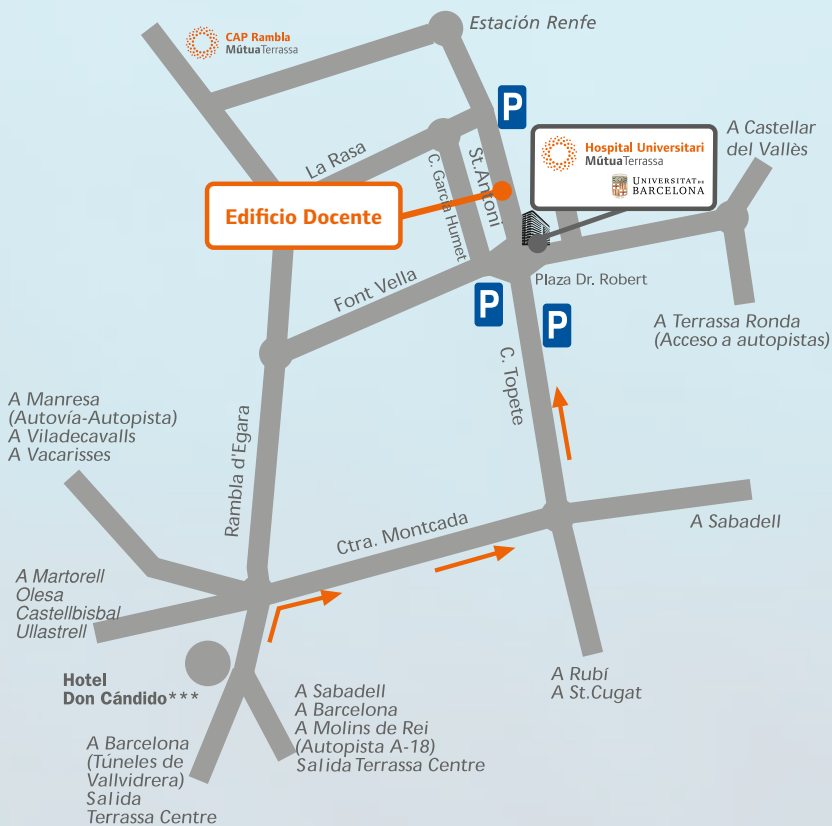 Estación Renfe
CAP Rambla
MútuaTerrassa
P
Hospital Universitari
MútuaTerrassa
UNIVERSITAT DE
BARCELONA
A Castellar
del Vallès
La Rasa
C. García Humet
St.Antoni
Edificio Docente
Plaza Dr. Robert
Font Vella
P
P
A Terrassa Ronda
(Acceso a autopistas)
C. Topete
A Manresa
(Autovía-Autopista)
A Viladecavalls
A Vacarisses
Rambla d'Egara
Ctra. Montcada
A Sabadell
A Martorell
Olesa
Castellbisbal
Ullastrell
Hotel
Don Cándido***
A Rubí
A St.Cugat
A Sabadell
A Barcelona
A Molins de Rei
(Autopista A-18)
Salida Terrassa Centre
A Barcelona
(Túneles de
Vallvidrera)
Salida
Terrassa Centre